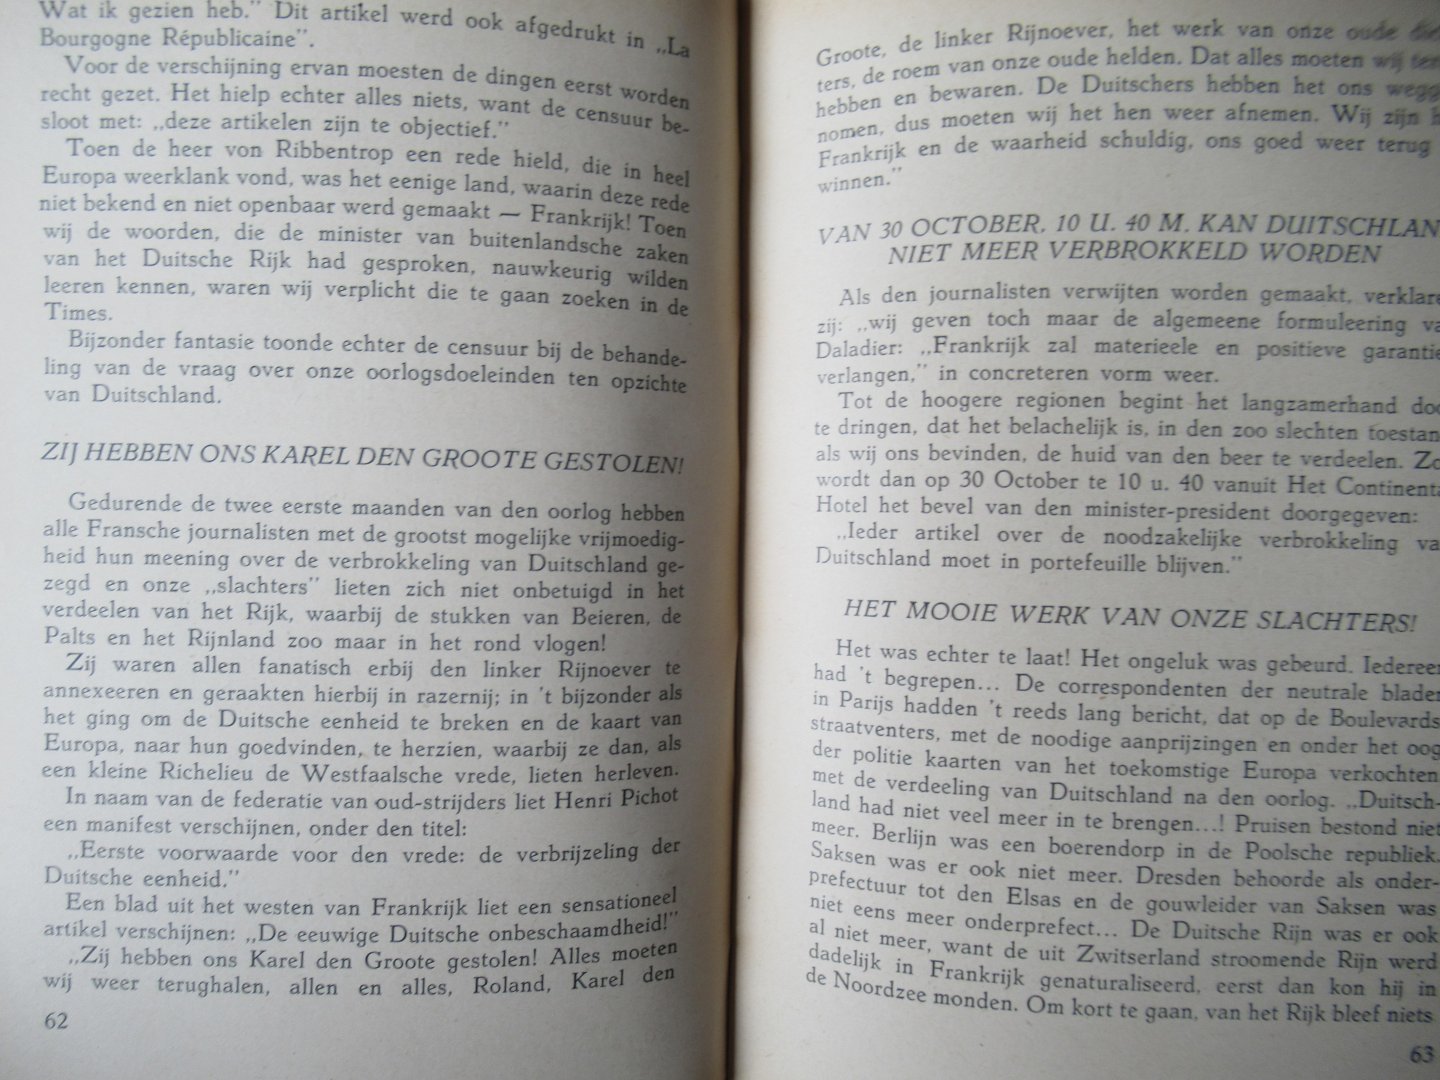 Wat ik gezien heb." Dit artikel werd ook afgedrukt in „La
Bourgogne Républicaine".
Voor de verschijning ervan moesten de dingen eerst worden
recht gezet. Het hielp echter alles niets, want de censuur be-
sloot met: „deze artikelen zijn te objectief."
Toen de heer von Ribbentrop een rede hield, die in heel
Europa weerklank vond, was het eenige land, waarin deze rede
niet bekend en niet openbaar werd gemaakt — Frankrijk! Toen
wij de woorden, die de minister van buitenlandsche zaken
van het Duitsche Rijk had gesproken, nauwkeurig wilden
leeren kennen, waren wij verplicht die te gaan zoeken in de
Times.
Bijzonder fantasie toonde echter de censuur bij de behande-
ling van de vraag over onze oorlogsdoeleinden ten opzichte
van Duitschland.
ZIJ HEBBEN ONS KAREL DEN GROOTE GESTOLEN!
Gedurende de twee eerste maanden van den oorlog hebben
alle Fransche journalisten met de grootst mogelijke vrijmoedig-
heid hun meening over de verbrokkeling van Duitschland ge-
zegd en onze „slachters" lieten zich niet onbetuigd in het
verdeelen van het Rijk, waarbij de stukken van Beieren, de
Palts en het Rijnland zoo maar in het rond vlogen!
Zij waren allen fanatisch erbij den linker Rijnoever te
annexeeren en geraakten hierbij in razernij; in 't bijzonder als
het ging om de Duitsche eenheid te breken en de kaart van
Europa, naar hun goedvinden, te herzien, waarbij ze dan, als
een kleine Richelieu de Westfaalsche vrede, lieten herleven.
In naam van de federatie van oud-strijders liet Henri Pichot
een manifest verschijnen, onder den titel:
„Eerste voorwaarde voor den vrede: de verbrijzeling der
Duitsche eenheid."
Een blad uit het westen van Frankrijk liet een sensationeel
artikel verschijnen: „De eeuwige Duitsche onbeschaamdheid!"
„Zij hebben ons Karel den Groote gestolen! Alles moeten
wij weer terughalen, allen en alles, Roland, Karel den
62
Groote, de linker Rijnoever, het werk van onze oude
ters, de roem van onze oude helden. Dat alles moeten wij
hebben en bewaren. De Duitschers hebben het ons wegg
nomen, dus moeten wij het hen weer afnemen. Wij zijn
Frankrijk en de waarheid schuldig, ons goed weer terug
winnen."
VAN 30 OCTOBER, 10 U. 40 M. KAN DUITSCHLAN
NIET MEER VERBROKKELD WORDEN
Als den journalisten verwijten worden gemaakt, verklare
zij: „wij geven toch maar de algemeene formuleering va
Daladier: „Frankrijk zal materieele en positieve garantie
verlangen," in concreteren vorm weer.
Tot de hoogere regionen begint het langzamerhand doo
te dringen, dat het belachelijk is, in den zoo slechten toestan
als wij ons bevinden, de huid van den beer te verdeelen. Zo
wordt dan op 30 October te 10 u. 40 vanuit Het Continenta
Hotel het bevel van den minister-president doorgegeven:
„Ieder artikel over de noodzakelijke verbrokkeling va
Duitschland moet in portefeuille blijven."
HET MOOIE WERK VAN ONZE SLACHTERS!
Het was echter te laat! Het ongeluk was gebeurd. Iedereen
had 't begrepen... De correspondenten der neutrale bladen
in Parijs hadden 't reeds lang bericht, dat op de Boulevards
straatventers, met de noodige aanprijzingen en onder het oog
der politie kaarten van het toekomstige Europa verkochten
met de verdeeling van Duitschland na den oorlog. „Duitsch-
land had niet veel meer in te brengen...! Pruisen bestond niet
meer. Berlijn was een boerendorp in de Poolsche republiek.
Saksen was er ook niet meer. Dresden behoorde als onder-
prefectuur tot den Elsas en de gouwleider van Saksen was
niet eens meer onderprefect... De Duitsche Rijn was er ook
al niet meer, want de uit Zwitserland stroomende Rijn werd
dadelijk in Frankrijk genaturaliseerd, eerst dan kon hij in
de Noordzee monden. Om kort te gaan, van het Rijk bleef niets
63